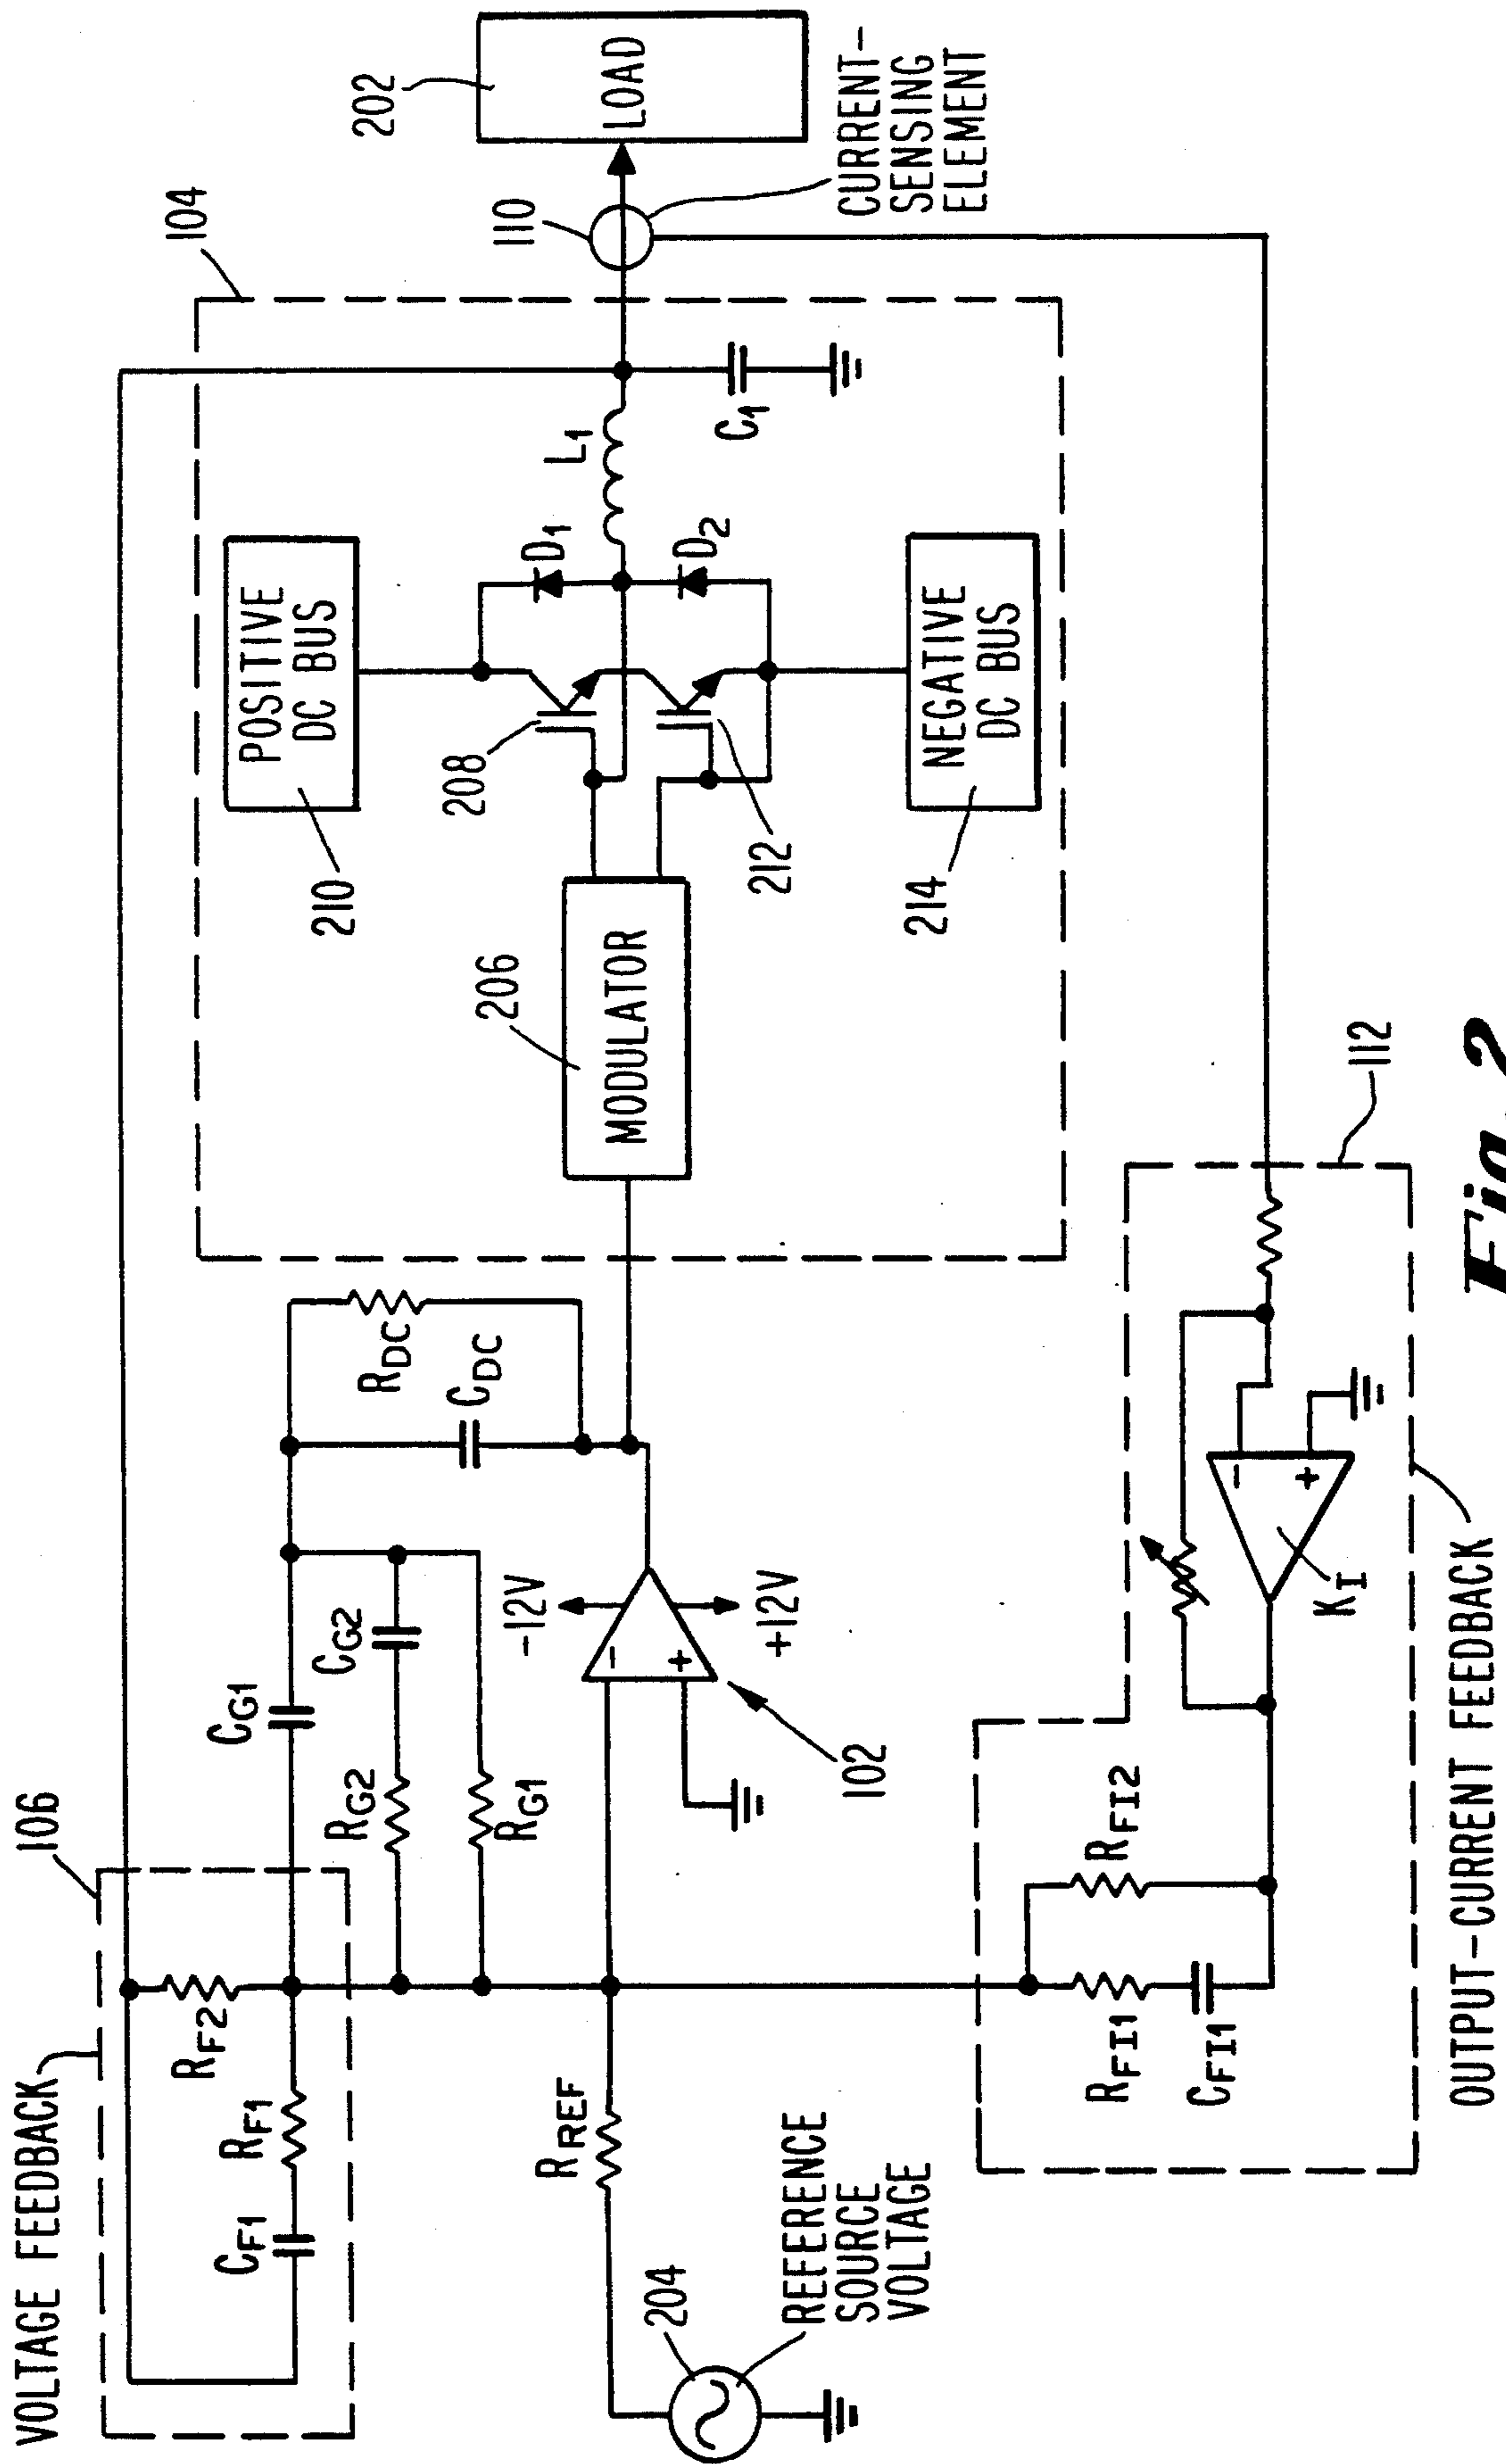 VOLTAGE FEEDBACK
106
CF1
RF1
RF2
CG1
RG2
CG2
RG1
RDC
CDC
RREF
204
REFERENCE
SOURCE
VOLTAGE
-
+
-12V
+12V
102
104
206
MODULATOR
POSITIVE
DC BUS
210
208
212
D1
D2
L1
C1
NEGATIVE
DC BUS
214
110
202
LOAD
CURRENT-
SENSING
ELEMENT
RFI1
CFI1
RFI2
-
+
KI
112
OUTPUT-CURRENT FEEDBACK
Fig. 2